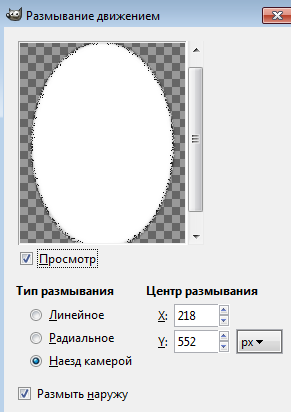 Размывание движением
Просмотр
Тип размывания Центр размывания
Линейное X: 218
Радиальное Y: 552 px
Наезд камерой
Размыть наружу